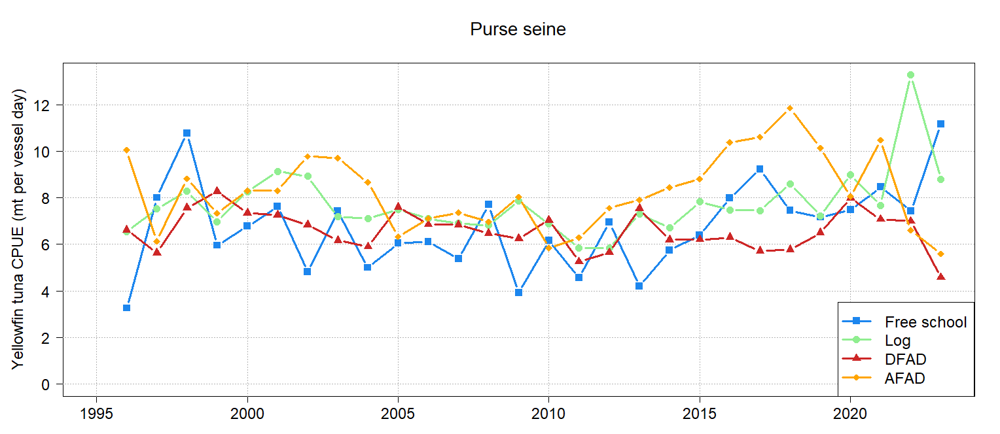 Purse seine
Yellowfin tuna CPUE (mt per vessel day)
12
10
8
6
4
2
0
1995 2000 2005 2010 2015 2020
Free school
Log
DFAD
AFAD